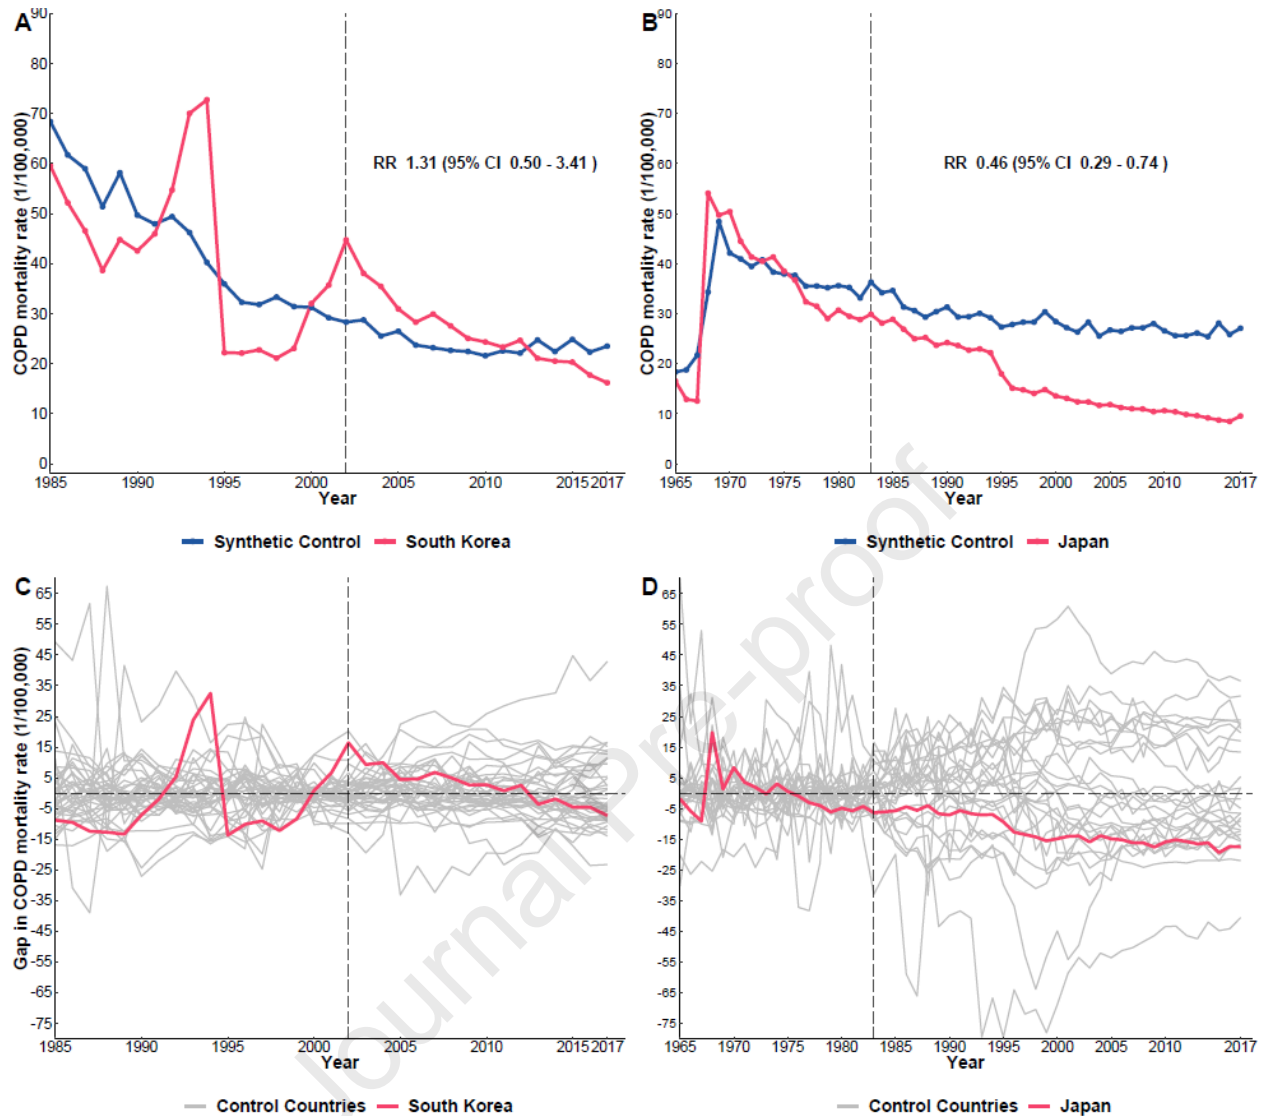 A
COPD mortality rate (1/100,000)
90
80
70
60
50
40
30
20
10
0
RR 1.31 (95% CI 0.50 - 3.41 )
1985 1990 1995 2000 2005 2010 2015 2017
Year
Synthetic Control South Korea
B
COPD mortality rate (1/100,000)
90
80
70
60
50
40
30
20
10
0
RR 0.46 (95% CI 0.29 - 0.74 )
1965 1970 1975 1980 1985 1990 1995 2000 2005 2010 2017
Year
Synthetic Control Japan
C
Gap in COPD mortality rate (1/100,000)
65
55
45
35
25
15
5
-5
-15
-25
-35
-45
-55
-65
-75
1985 1990 1995 2000 2005 2010 2015 2017
Year
Control Countries South Korea
D
65
55
45
35
25
15
5
-5
-15
-25
-35
-45
-55
-65
-75
1965 1970 1975 1980 1985 1990 1995 2000 2005 2010 2017
Year
Control Countries Japan
Journal Pre-proof